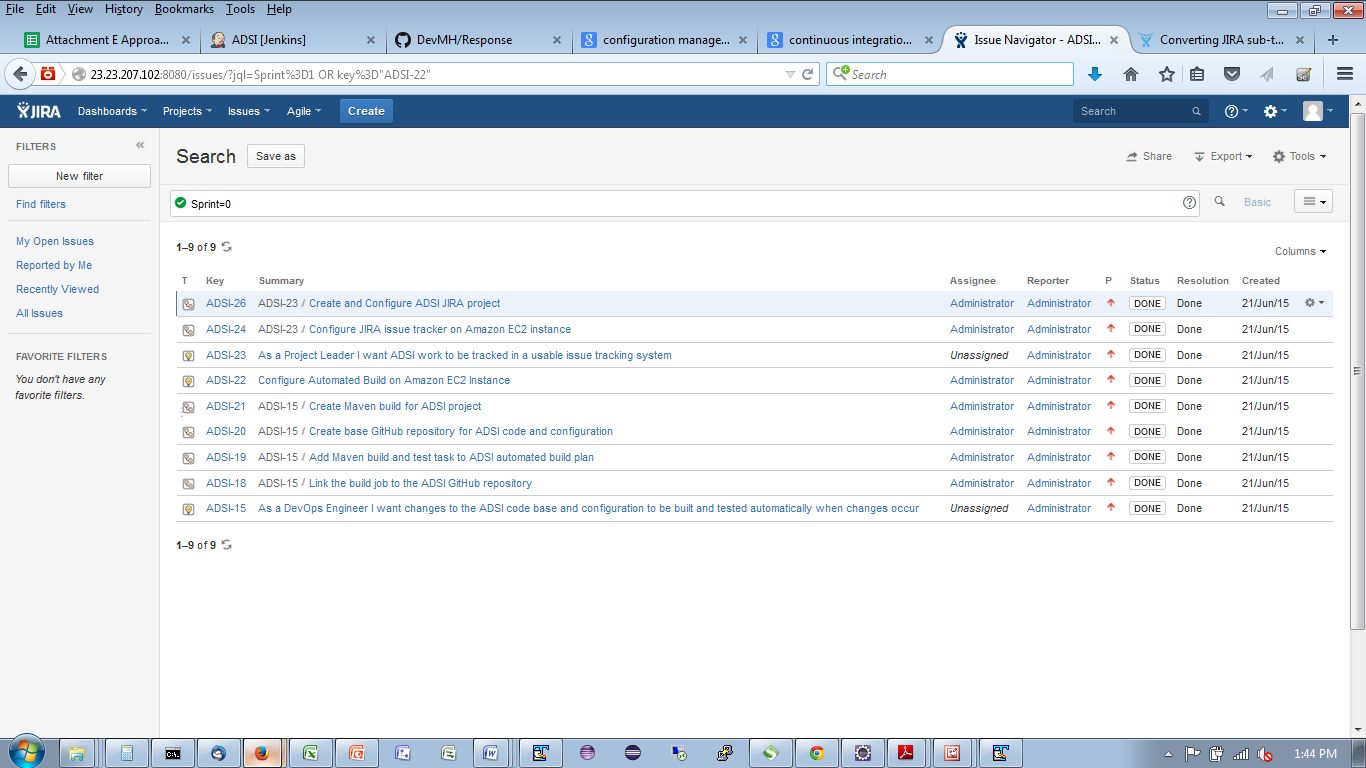 File Edit View History Bookmarks Tools Help
Attachment E Approa... ADSI [Jenkins] DevMH/Response configuration manage... continuous integratio... Issue Navigator - ADSI... Converting JIRA sub-t...
23.23.207.102:8080/issues/?jql=Sprint%3D1 OR key%3D"ADSI-22" Search
JIRA Dashboards Projects Issues Agile Create Search
FILTERS
New filter
Find filters
My Open Issues
Reported by Me
Recently Viewed
All Issues
FAVORITE FILTERS
You don't have any
favorite filters.
Search Save as Share Export Tools
Sprint=0 Basic
1–9 of 9
Columns
T Key Summary Assignee Reporter P Status Resolution Created
ADSI-26 ADSI-23 / Create and Configure ADSI JIRA project Administrator Administrator DONE Done 21/Jun/15
ADSI-24 ADSI-23 / Configure JIRA issue tracker on Amazon EC2 instance Administrator Administrator DONE Done 21/Jun/15
ADSI-23 As a Project Leader I want ADSI work to be tracked in a usable issue tracking system Unassigned Administrator DONE Done 21/Jun/15
ADSI-22 Configure Automated Build on Amazon EC2 Instance Administrator Administrator DONE Done 21/Jun/15
ADSI-21 ADSI-15 / Create Maven build for ADSI project Administrator Administrator DONE Done 21/Jun/15
ADSI-20 ADSI-15 / Create base GitHub repository for ADSI code and configuration Administrator Administrator DONE Done 21/Jun/15
ADSI-19 ADSI-15 / Add Maven build and test task to ADSI automated build plan Administrator Administrator DONE Done 21/Jun/15
ADSI-18 ADSI-15 / Link the build job to the ADSI GitHub repository Administrator Administrator DONE Done 21/Jun/15
ADSI-15 As a DevOps Engineer I want changes to the ADSI code base and configuration to be built and tested automatically when changes occur Unassigned Administrator DONE Done 21/Jun/15
1–9 of 9
1:44 PM